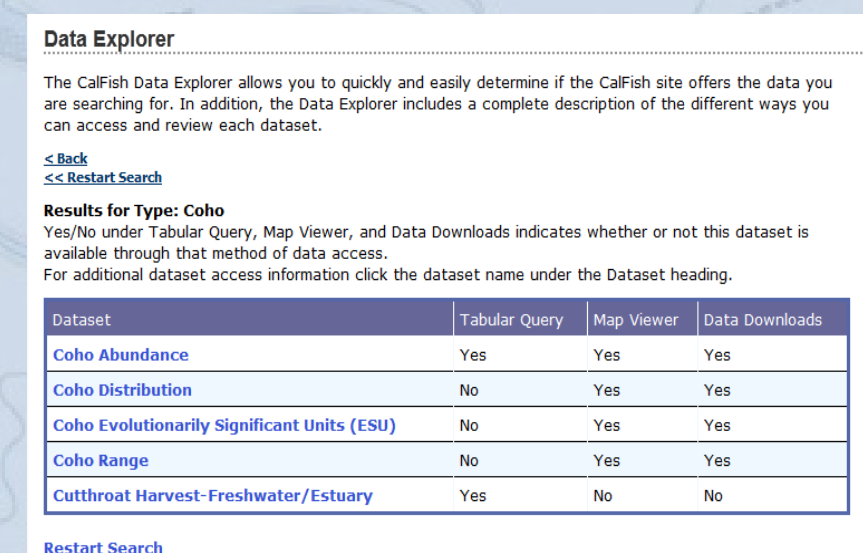 Data Explorer
The CalFish Data Explorer allows you to quickly and easily determine if the CalFish site offers the data you
are searching for. In addition, the Data Explorer includes a complete description of the different ways you
can access and review each dataset.
< Back
<< Restart Search
Results for Type: Coho
Yes/No under Tabular Query, Map Viewer, and Data Downloads indicates whether or not this dataset is
available through that method of data access.
For additional dataset access information click the dataset name under the Dataset heading.
Dataset Tabular Query Map Viewer Data Downloads
Coho Abundance Yes Yes Yes
Coho Distribution No Yes Yes
Coho Evolutionarily Significant Units (ESU) No Yes Yes
Coho Range No Yes Yes
Cutthroat Harvest-Freshwater/Estuary Yes No No
Restart Search